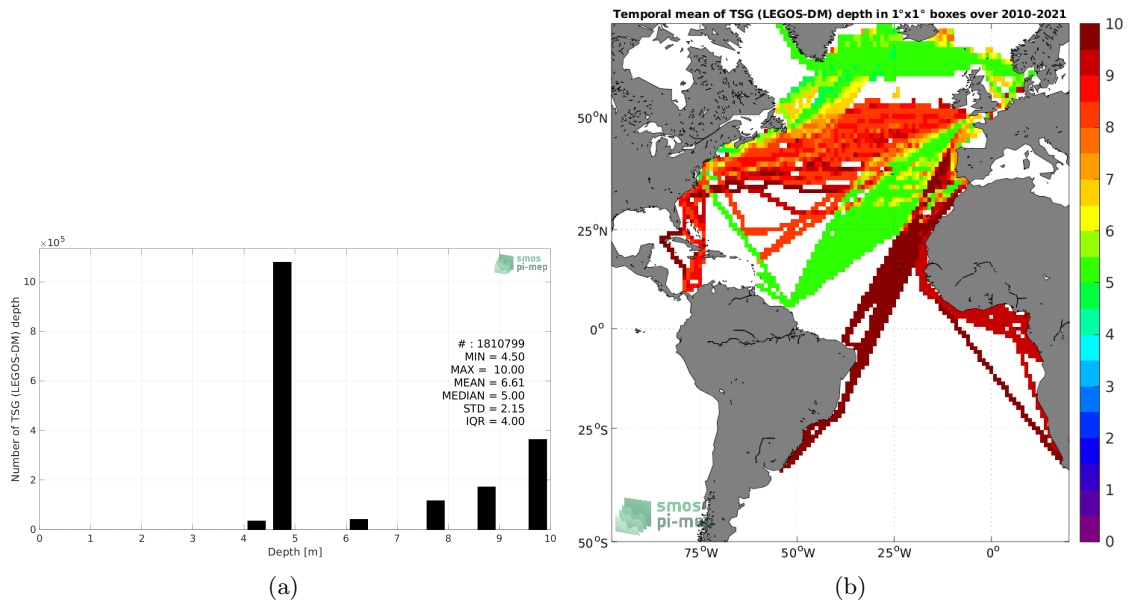 Temporal mean of TSG (LEGOS-DM) depth in 1°x1° boxes over 2010-2021
×10⁵
Number of TSG (LEGOS-DM) depth
10
8
6
4
2
0
smos
pi-mep
# : 1810799
MIN = 4.50
MAX = 10.00
MEAN = 6.61
MEDIAN = 5.00
STD = 2.15
IQR = 4.00
0 1 2 3 4 5 6 7 8 9 10
Depth [m]
(a)
50°N
25°N
0°
25°S
50°S
75°W 50°W 25°W 0°
smos
pi-mep
10
9
8
7
6
5
4
3
2
1
0
(b)